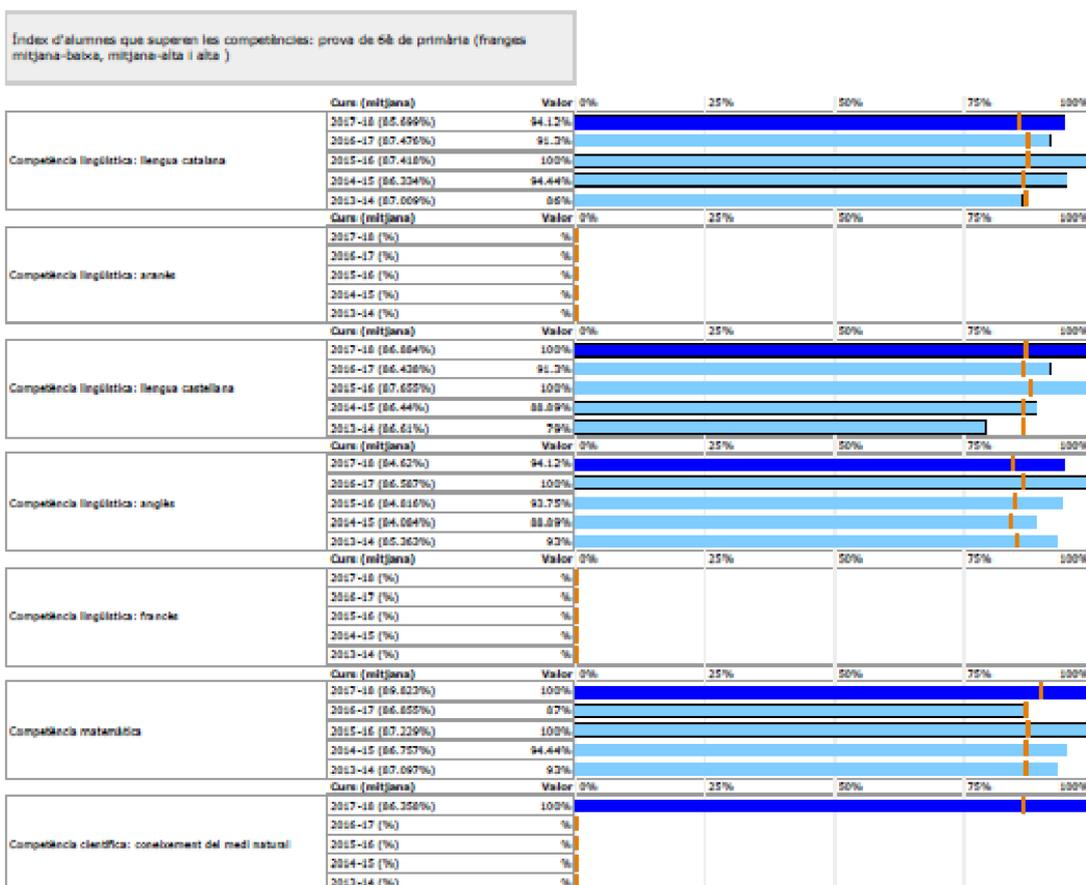 Índex d'alumnes que superen les competències: prova de 6è de primària (franges
mitjana-baixa, mitjana-alta i alta )
Curs (mitjana) Valor 0% 25% 50% 75% 100%
Competència lingüística: llengua catalana
2017-18 (85.699%) 94.12%
2016-17 (87.476%) 91.3%
2015-16 (87.418%) 100%
2014-15 (86.334%) 94.44%
2013-14 (87.009%) 86%
Curs (mitjana) Valor 0% 25% 50% 75% 100%
Competència lingüística: aranès
2017-18 (%) %
2016-17 (%) %
2015-16 (%) %
2014-15 (%) %
2013-14 (%) %
Curs (mitjana) Valor 0% 25% 50% 75% 100%
Competència lingüística: llengua castellana
2017-18 (86.884%) 100%
2016-17 (86.438%) 91.3%
2015-16 (87.655%) 100%
2014-15 (86.44%) 88.89%
2013-14 (86.61%) 79%
Curs (mitjana) Valor 0% 25% 50% 75% 100%
Competència lingüística: anglès
2017-18 (84.62%) 94.12%
2016-17 (86.587%) 100%
2015-16 (84.816%) 93.75%
2014-15 (84.084%) 88.89%
2013-14 (85.363%) 93%
Curs (mitjana) Valor 0% 25% 50% 75% 100%
Competència lingüística: francès
2017-18 (%) %
2016-17 (%) %
2015-16 (%) %
2014-15 (%) %
2013-14 (%) %
Curs (mitjana) Valor 0% 25% 50% 75% 100%
Competència matemàtica
2017-18 (89.823%) 100%
2016-17 (86.855%) 87%
2015-16 (87.229%) 100%
2014-15 (86.757%) 94.44%
2013-14 (87.097%) 93%
Curs (mitjana) Valor 0% 25% 50% 75% 100%
Competència científica: coneixement del medi natural
2017-18 (86.358%) 100%
2016-17 (%) %
2015-16 (%) %
2014-15 (%) %
2013-14 (%) %